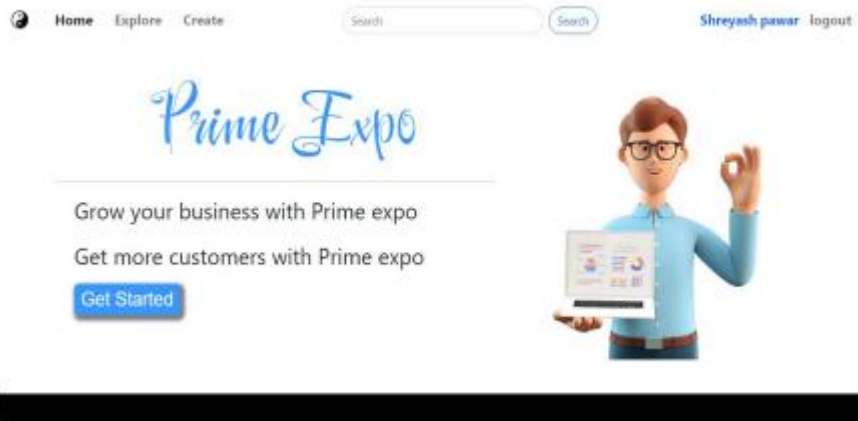 Home Explore Create Search Search Shreyash pawar logout
Prime Expo
Grow your business with Prime expo
Get more customers with Prime expo
Get Started